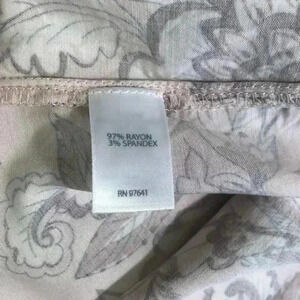 97% RAYON
3% SPANDEX
RN 97641